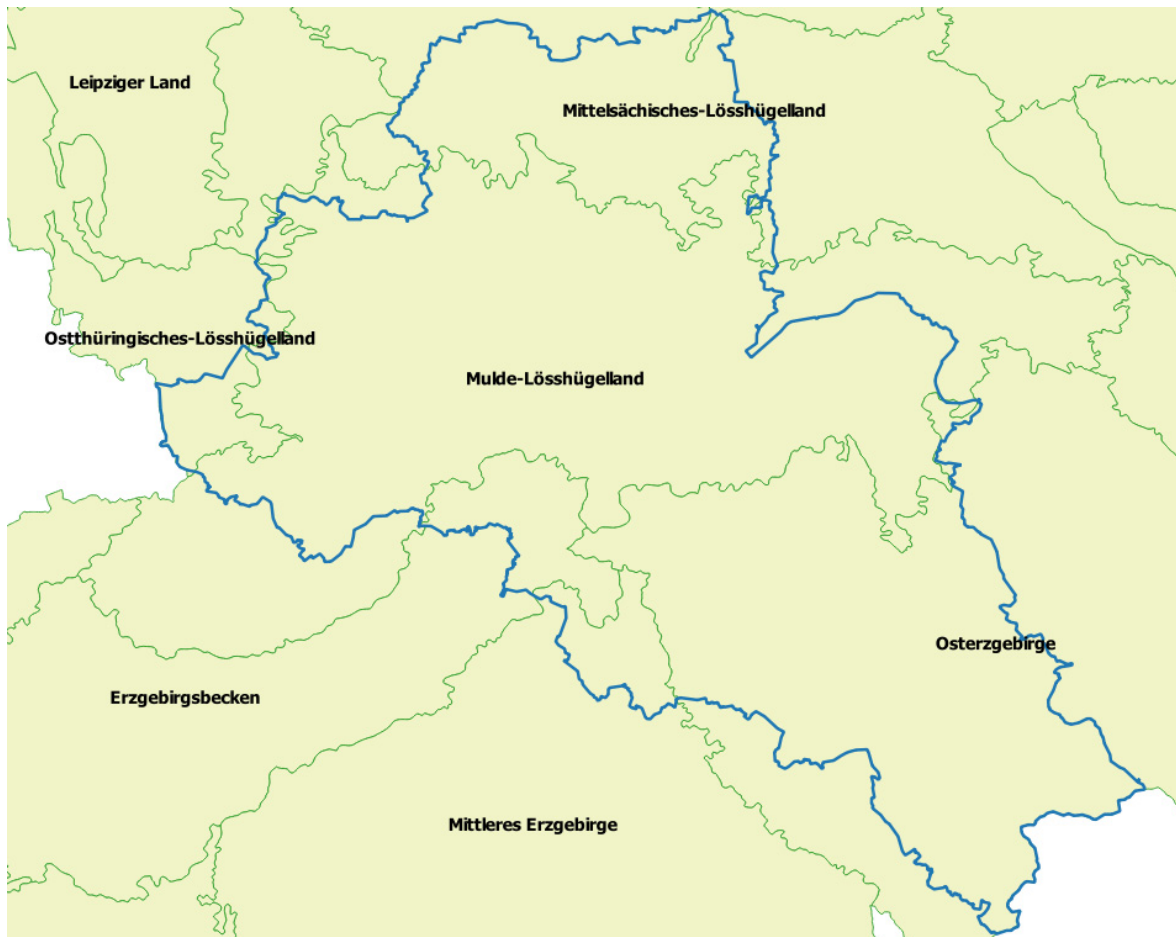 Leipziger Land
Mittelsächisches-Lösshügelland
Ostthüringisches-Lösshügelland
Mulde-Lösshügelland
Osterzgebirge
Erzgebirgsbecken
Mittleres Erzgebirge